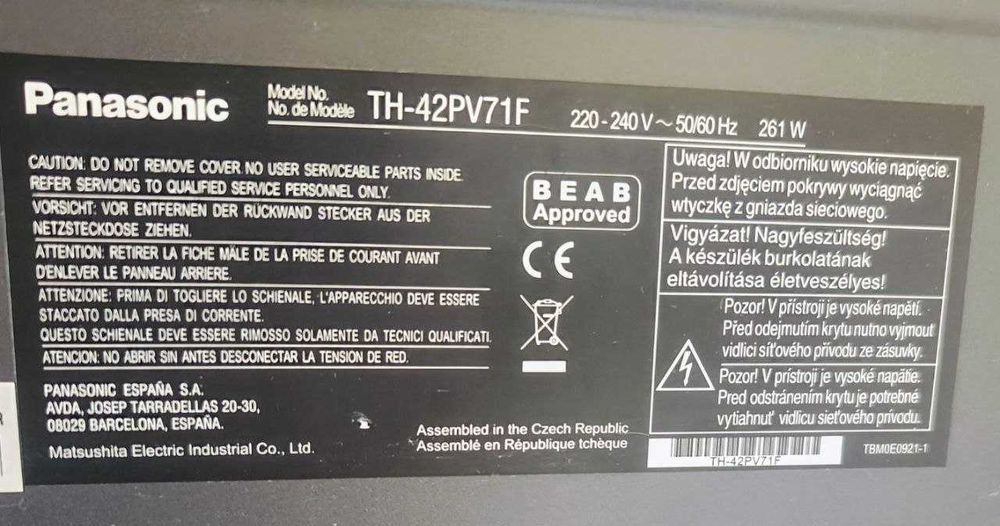 Panasonic
Model No.
No. de Modèle
TH-42PV71F
220-240V~50/60Hz 261W
CAUTION: DO NOT REMOVE COVER NO USER SERVICEABLE PARTS INSIDE.
REFER SERVICING TO QUALIFIED SERVICE PERSONNEL ONLY.
VORSICHT: VOR ENTFERNEN DER RÜCKWAND STECKER AUS DER
NETZSTECKDOSE ZIEHEN.
ATTENTION: RETIRER LA FICHE MÂLE DE LA PRISE DE COURANT AVANT
D'ENLEVER LE PANNEAU ARRIERE.
ATTENZIONE: PRIMA DI TOGLIERE LO SCHIENALE, L'APPARECCHIO DEVE ESSERE
STACCATO DALLA PRESA DI CORRENTE.
QUESTO SCHIENALE DEVE ESSERE RIMOSSO SOLAMENTE DA TECNICI QUALIFICATI.
ATENCION: NO ABRIR SIN ANTES DESCONECTAR LA TENSION DE RED.
PANASONIC ESPAÑA S.A.
AVDA, JOSEP TARRADELLAS 20-30,
08029 BARCELONA, ESPAÑA.
Matsushita Electric Industrial Co., Ltd.
BEAB
Approved
CE
Assembled in the Czech Republic
Assemblé en République tchèque
Uwaga! W odbiorniku wysokie napięcie.
Przed zdjęciem pokrywy wyciągnąć
wtyczkę z gniazda sieciowego.
Vigyázat! Nagyfeszültség!
A készülék burkolatának
eltávolítása életveszélyes!
Pozor! V prístroji je vysoké napětí.
Před odejmutím krytu nutno vyjmout
vidlici síťového přívodu ze zásuvky.
Pozor! V prístroji je vysoké napätie.
Pred odstránením krytu je potrebné
vytiahnuť vidlicu sieťového prívodu.
TH-42PV71F
TBM0E0921-1
R